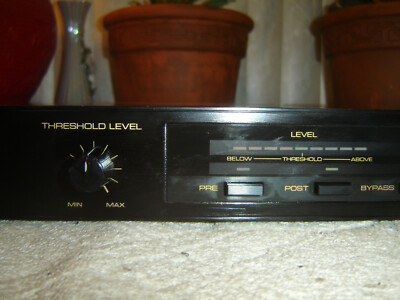 THRESHOLD LEVEL
MIN MAX
LEVEL
BELOW THRESHOLD ABOVE
PRE POST BYPASS